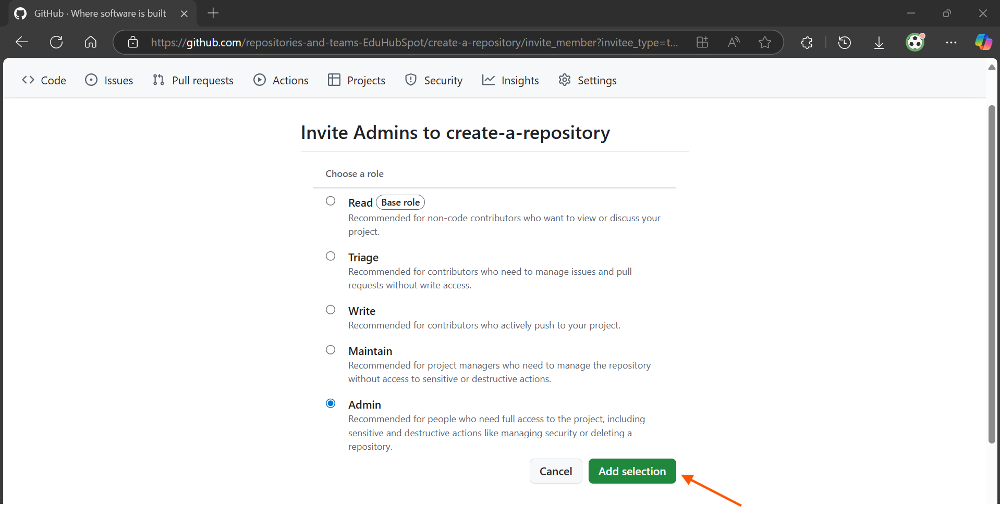 GitHub · Where software is built
https://github.com/repositories-and-teams-EduHubSpot/create-a-repository/invite_member?invitee_type=t...
Code Issues Pull requests Actions Projects Security Insights Settings
Invite Admins to create-a-repository
Choose a role
Read Base role
Recommended for non-code contributors who want to view or discuss your
project.
Triage
Recommended for contributors who need to manage issues and pull
requests without write access.
Write
Recommended for contributors who actively push to your project.
Maintain
Recommended for project managers who need to manage the repository
without access to sensitive or destructive actions.
Admin
Recommended for people who need full access to the project, including
sensitive and destructive actions like managing security or deleting a
repository.
Cancel Add selection